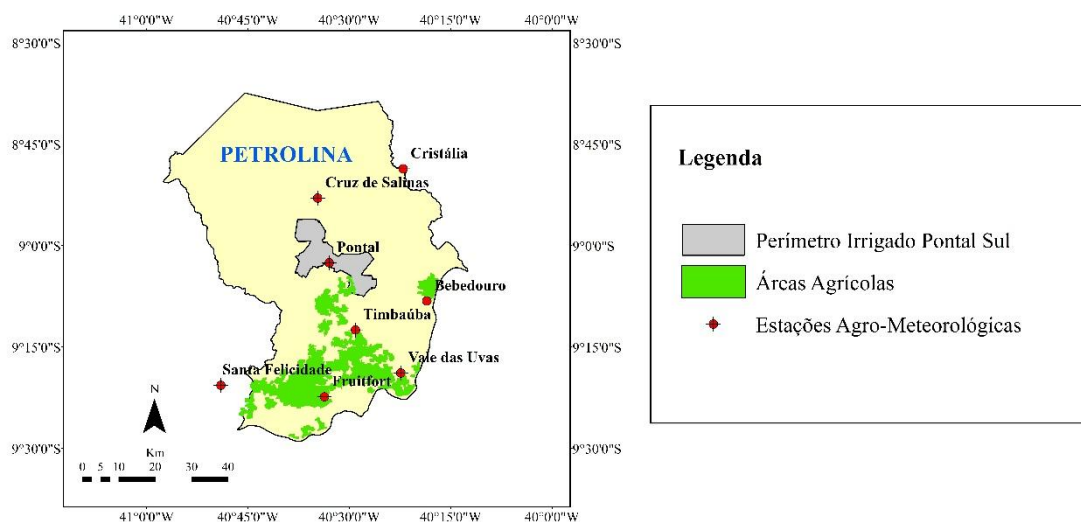 41°0'0"W 40°45'0"W 40°30'0"W 40°15'0"W 40°0'0"W
8°30'0"S 8°30'0"S
8°45'0"S 8°45'0"S
PETROLINA
Cristália
Cruz de Salinas
9°0'0"S 9°0'0"S
Pontal
Bebedouro
Timbaúba
9°15'0"S 9°15'0"S
Vale das Uvas
Santa Felicidade
Fruitfort
N
9°30'0"S 9°30'0"S
Km
0 5 10 20 30 40
41°0'0"W 40°45'0"W 40°30'0"W 40°15'0"W 40°0'0"W
Legenda
Perímetro Irrigado Pontal Sul
Árcas Agrícolas
Estações Agro-Meteorológicas